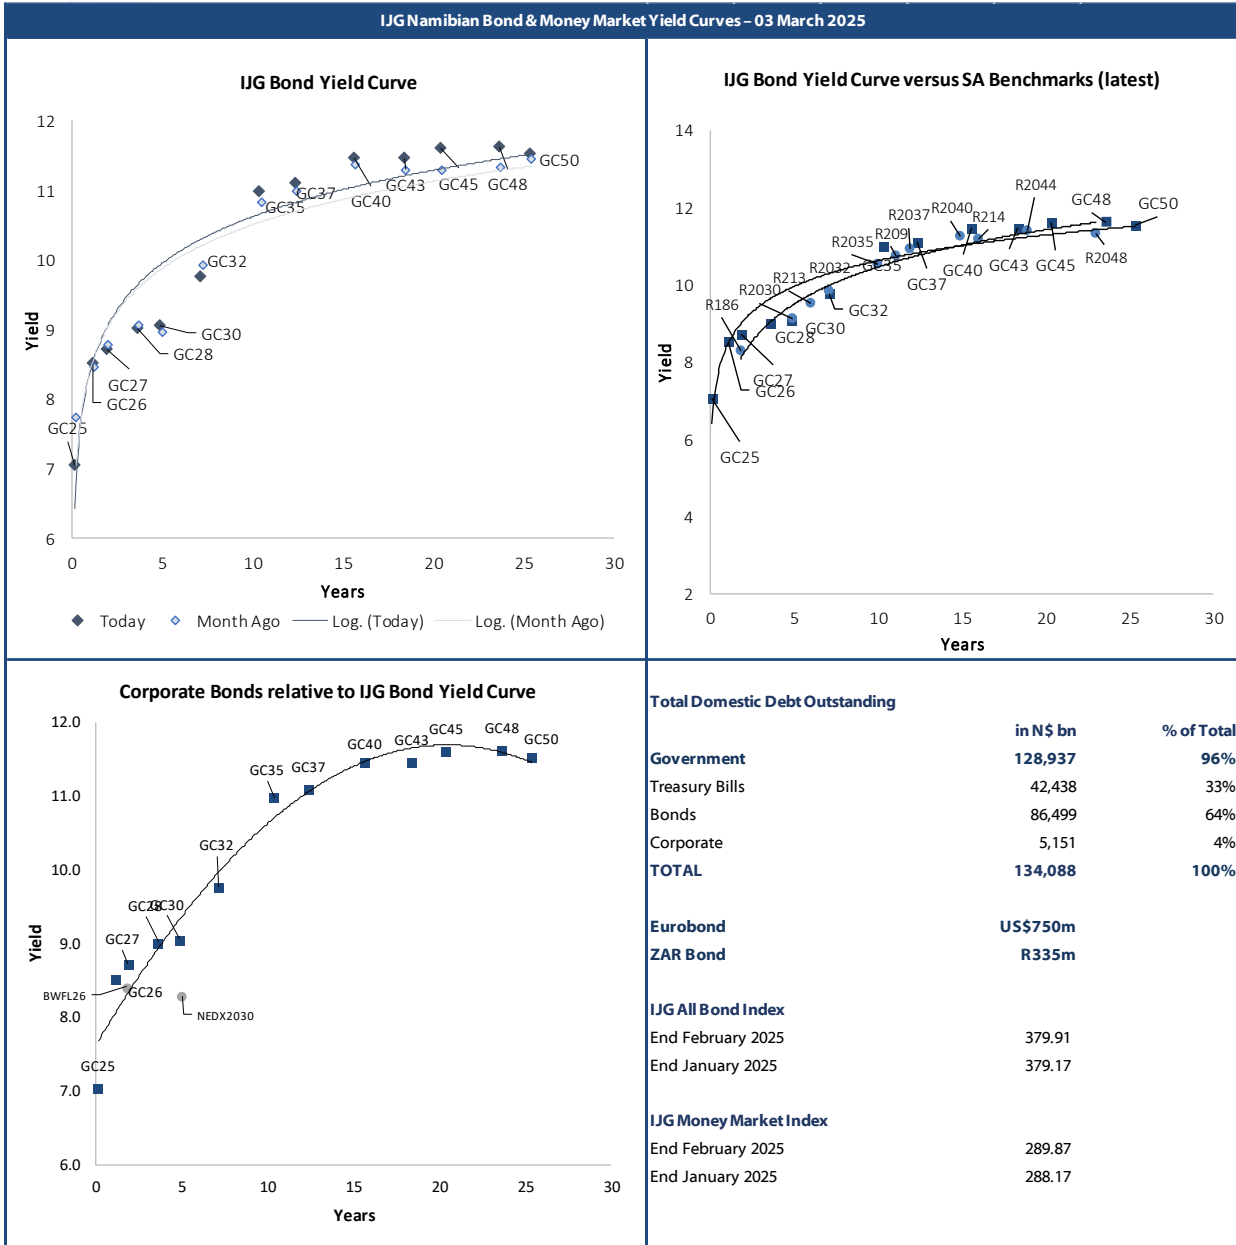 IJG Namibian Bond & Money Market Yield Curves – 03 March 2025
IJG Bond Yield Curve
12
11
10
9
8
7
6
Yield
0 5 10 15 20 25 30
Years
GC25
GC26
GC27
GC28
GC30
GC32
GC35
GC37
GC40
GC43
GC45
GC48
GC50
Today Month Ago Log. (Today) Log. (Month Ago)
IJG Bond Yield Curve versus SA Benchmarks (latest)
14
12
10
8
6
4
2
Yield
0 5 10 15 20 25 30
Years
R186
R2030
R213
R2032
R2035
R209
R2037
R2040
R214
R2044
R2048
GC25
GC26
GC27
GC28
GC30
GC32
GC35
GC37
GC40
GC43
GC45
GC48
GC50
Corporate Bonds relative to IJG Bond Yield Curve
12.0
11.0
10.0
9.0
8.0
7.0
6.0
Yield
0 5 10 15 20 25 30
Years
GC25
GC26
GC27
GC28
GC30
GC32
GC35
GC37
GC40
GC43
GC45
GC48
GC50
BWFL26
NEDX2030
Total Domestic Debt Outstanding
in N$ bn % of Total
Government 128,937 96%
Treasury Bills 42,438 33%
Bonds 86,499 64%
Corporate 5,151 4%
TOTAL 134,088 100%
Eurobond US$750m
ZAR Bond R335m
IJG All Bond Index
End February 2025 379.91
End January 2025 379.17
IJG Money Market Index
End February 2025 289.87
End January 2025 288.17